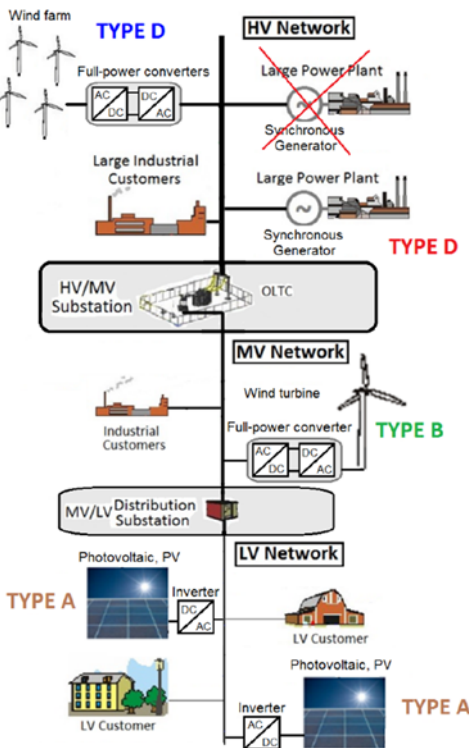 Wind farm
TYPE D
HV Network
Full-power converters
AC
DC
DC
AC
Large Power Plant
~
Synchronous
Generator
Large Industrial
Customers
Large Power Plant
~
Synchronous
Generator
TYPE D
HV/MV
Substation
OLTC
MV Network
Wind turbine
Industrial
Customers
Full-power converter
AC
DC
DC
AC
TYPE B
MV/LV
Distribution
Substation
LV Network
Photovoltaic, PV
TYPE A
Inverter
DC
AC
LV Customer
Photovoltaic, PV
LV Customer
Inverter
AC
DC
TYPE A